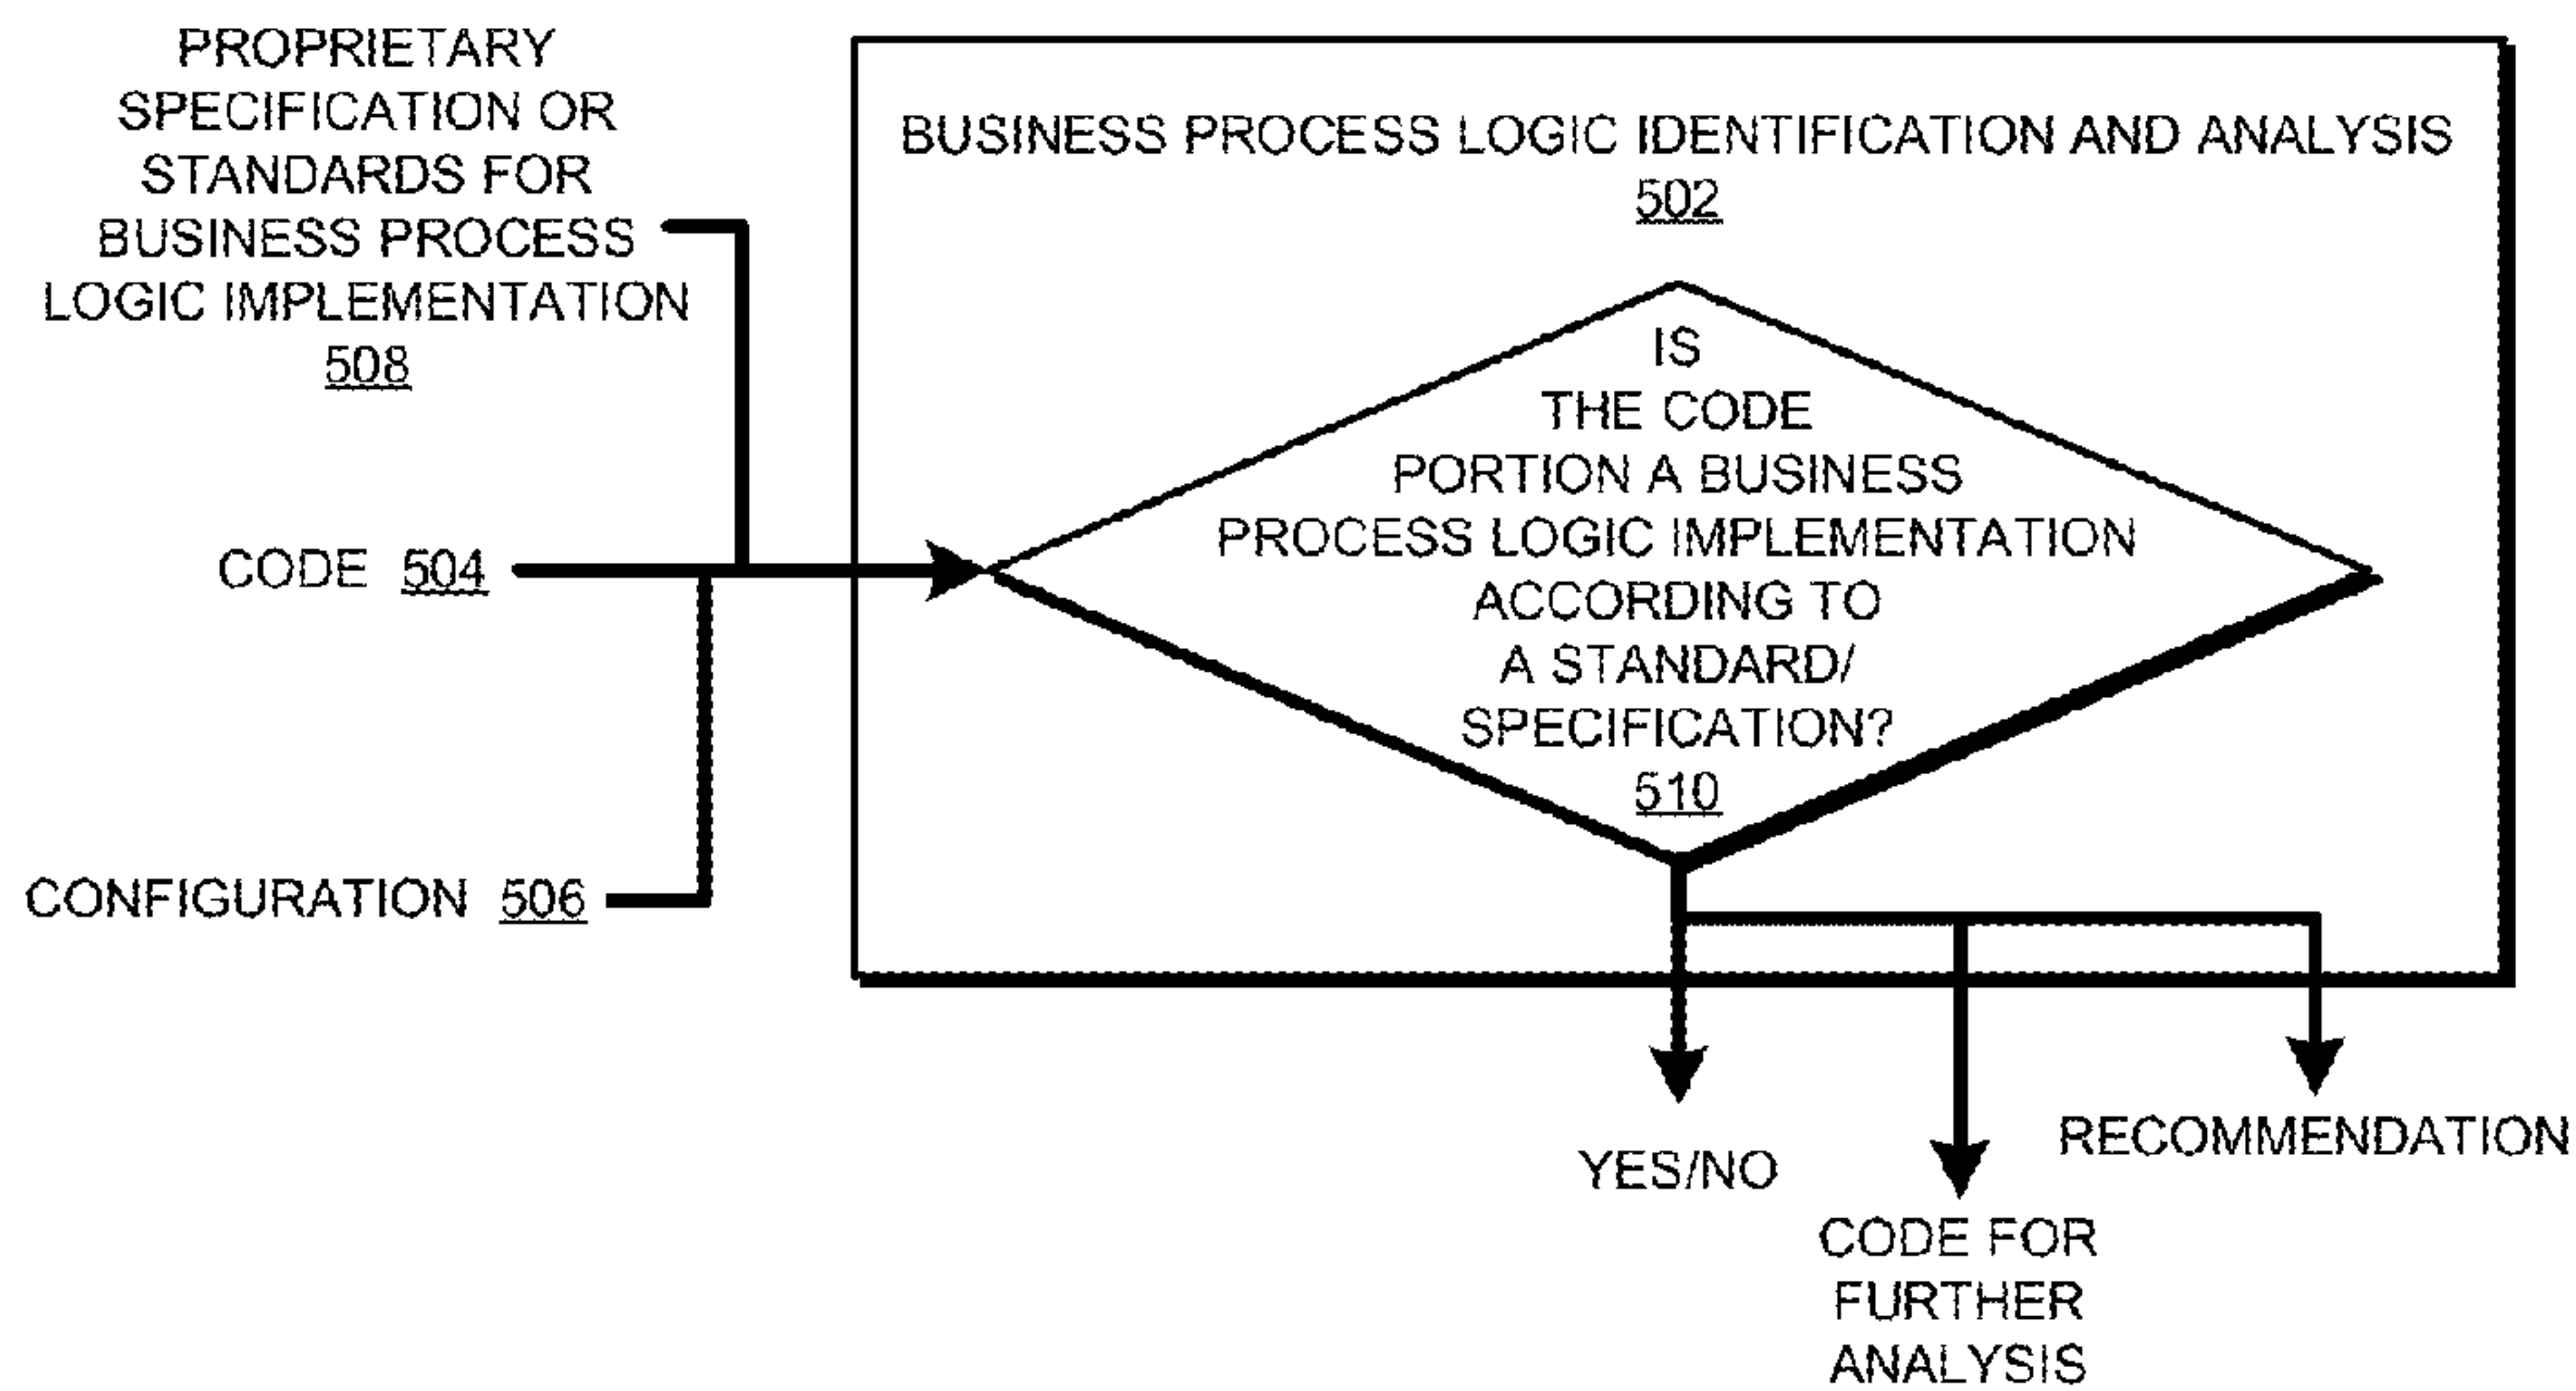 PROPRIETARY
SPECIFICATION OR
STANDARDS FOR
BUSINESS PROCESS
LOGIC IMPLEMENTATION
508
CODE 504
CONFIGURATION 506
BUSINESS PROCESS LOGIC IDENTIFICATION AND ANALYSIS
502
IS
THE CODE
PORTION A BUSINESS
PROCESS LOGIC IMPLEMENTATION
ACCORDING TO
A STANDARD/
SPECIFICATION?
510
YES/NO
CODE FOR
FURTHER
ANALYSIS
RECOMMENDATION